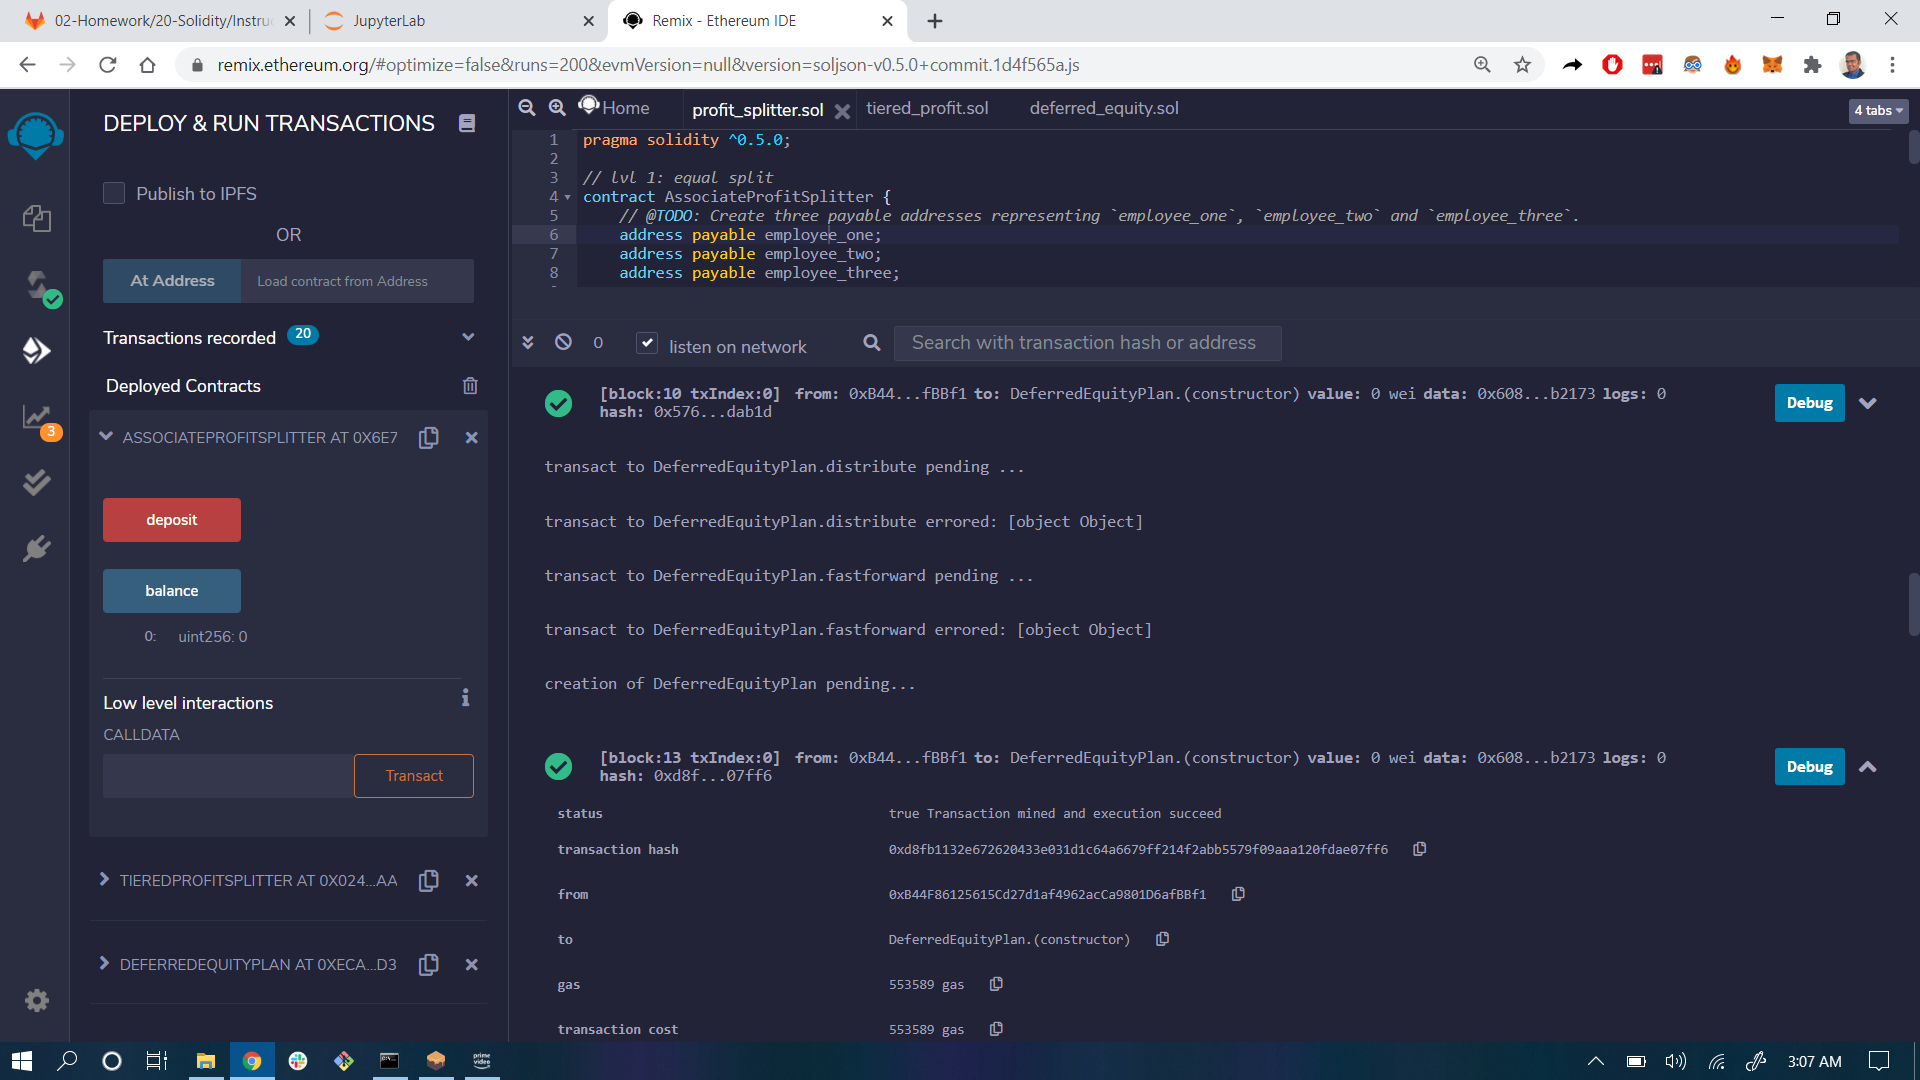 02-Homework/20-Solidity/Instruc
JupyterLab
Remix - Ethereum IDE
remix.ethereum.org/#optimize=false&runs=200&evmVersion=null&version=soljson-v0.5.0+commit.1d4f565a.js
DEPLOY & RUN TRANSACTIONS
Publish to IPFS
OR
At Address
Load contract from Address
Transactions recorded 20
Deployed Contracts
3
ASSOCIATEPROFITSPLITTER AT 0X6E7
deposit
balance
0: uint256: 0
Low level interactions
i
CALLDATA
Transact
TIEREDPROFITSPLITTER AT 0X024...AA
DEFERREDEQUITYPLAN AT 0XECA...D3
Home
profit_splitter.sol
tiered_profit.sol
deferred_equity.sol
4 tabs
1 pragma solidity ^0.5.0;
2
3 // lvl 1: equal split
4 contract AssociateProfitSplitter {
5 // @TODO: Create three payable addresses representing `employee_one`, `employee_two` and `employee_three`.
6 address payable employee_one;
7 address payable employee_two;
8 address payable employee_three;
0
listen on network
Search with transaction hash or address
[block:10 txIndex:0] from: 0xB44...fBBf1 to: DeferredEquityPlan.(constructor) value: 0 wei data: 0x608...b2173 logs: 0
hash: 0x576...dab1d
Debug
transact to DeferredEquityPlan.distribute pending ...
transact to DeferredEquityPlan.distribute errored: [object Object]
transact to DeferredEquityPlan.fastforward pending ...
transact to DeferredEquityPlan.fastforward errored: [object Object]
creation of DeferredEquityPlan pending...
[block:13 txIndex:0] from: 0xB44...fBBf1 to: DeferredEquityPlan.(constructor) value: 0 wei data: 0x608...b2173 logs: 0
hash: 0xd8f...07ff6
Debug
status true Transaction mined and execution succeed
transaction hash 0xd8fb1132e672620433e031d1c64a6679ff214f2abb5579f09aaa120fdae07ff6
from 0xB44F86125615Cd27d1af4962acCa9801D6afBBf1
to DeferredEquityPlan.(constructor)
gas 553589 gas
transaction cost 553589 gas
prime
video
3:07 AM